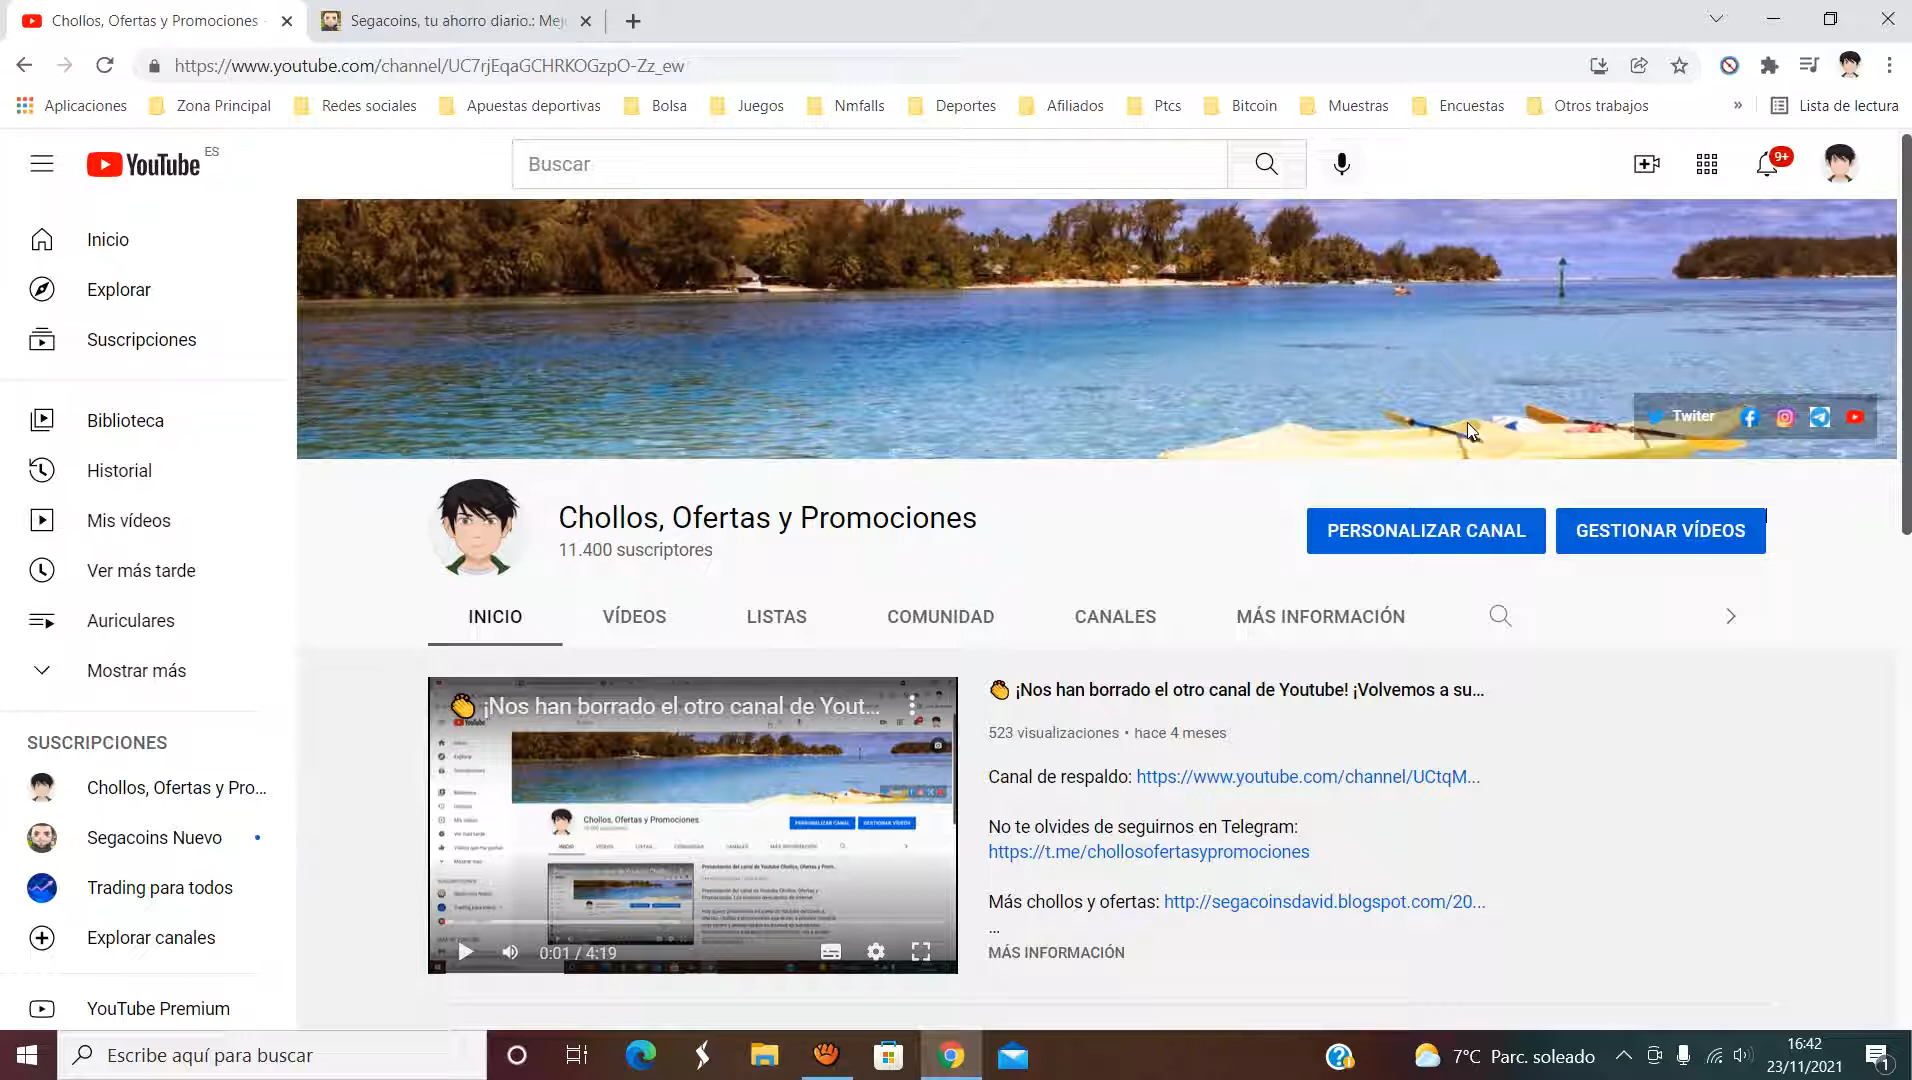 Chollos, Ofertas y Promociones -
Segacoins, tu ahorro diario.: Mej
https://www.youtube.com/channel/UC7rjEqaGCHRKOGzpO-Zz_ew
Aplicaciones
Zona Principal
Redes sociales
Apuestas deportivas
Bolsa
Juegos
Nmfalls
Deportes
Afiliados
Ptcs
Bitcoin
Muestras
Encuestas
Otros trabajos
»
Lista de lectura
YouTube ES
Buscar
9+
Inicio
Explorar
Suscripciones
Biblioteca
Historial
Mis vídeos
Ver más tarde
Auriculares
Mostrar más
SUSCRIPCIONES
Chollos, Ofertas y Pro...
Segacoins Nuevo
Trading para todos
Explorar canales
YouTube Premium
Twiter
Chollos, Ofertas y Promociones
11.400 suscriptores
PERSONALIZAR CANAL
GESTIONAR VÍDEOS
INICIO
VÍDEOS
LISTAS
COMUNIDAD
CANALES
MÁS INFORMACIÓN
¡Nos han borrado el otro canal de Yout...
Chollos, Ofertas y Promociones
PERSONALIZAR CANAL
GESTIONAR VÍDEOS
0:01 / 4:19
¡Nos han borrado el otro canal de Youtube! ¡Volvemos a su...
523 visualizaciones • hace 4 meses
Canal de respaldo: https://www.youtube.com/channel/UCtqM...
No te olvides de seguirnos en Telegram:
https://t.me/chollosofertasypromociones
Más chollos y ofertas: http://segacoinsdavid.blogspot.com/20...
...
MÁS INFORMACIÓN
Escribe aquí para buscar
7°C Parc. soleado
16:42
23/11/2021
1